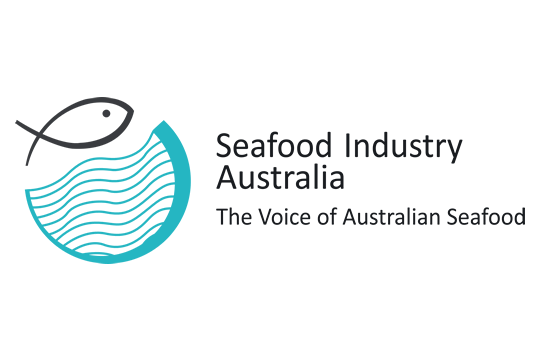 Seafood Industry
Australia
The Voice of Australian Seafood